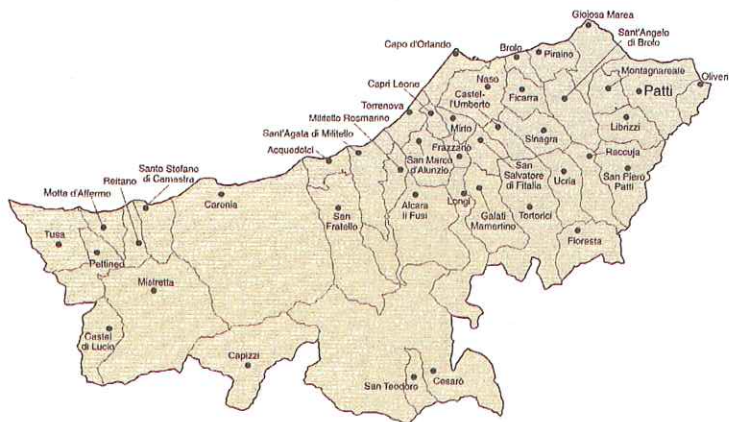 Gioiosa Marea
Sant'Angelo
di Brolo
Capo d'Orlando
Brolo
Piraino
Montagnareale
Oliveri
Naso
Patti
Capri Leone
Castel-
l'Umberto
Ficarra
Torrenova
Militello Rosmarino
Mirto
Librizzi
Sant'Agata di Militello
Frazzanò
Sinagra
Acquedolci
San Marco
d'Alunzio
Raccuja
Santo Stefano
di Camastra
San
Salvatore
di Fitalia
San Piero
Patti
Reitano
Ucria
Motta d'Affermo
Caronia
Alcara
li Fusi
Longi
Tortorici
San
Fratello
Galati
Mamertino
Tusa
Floresta
Pettineo
Mistretta
Castel
di Lucio
Capizzi
San Teodoro
Cesarò